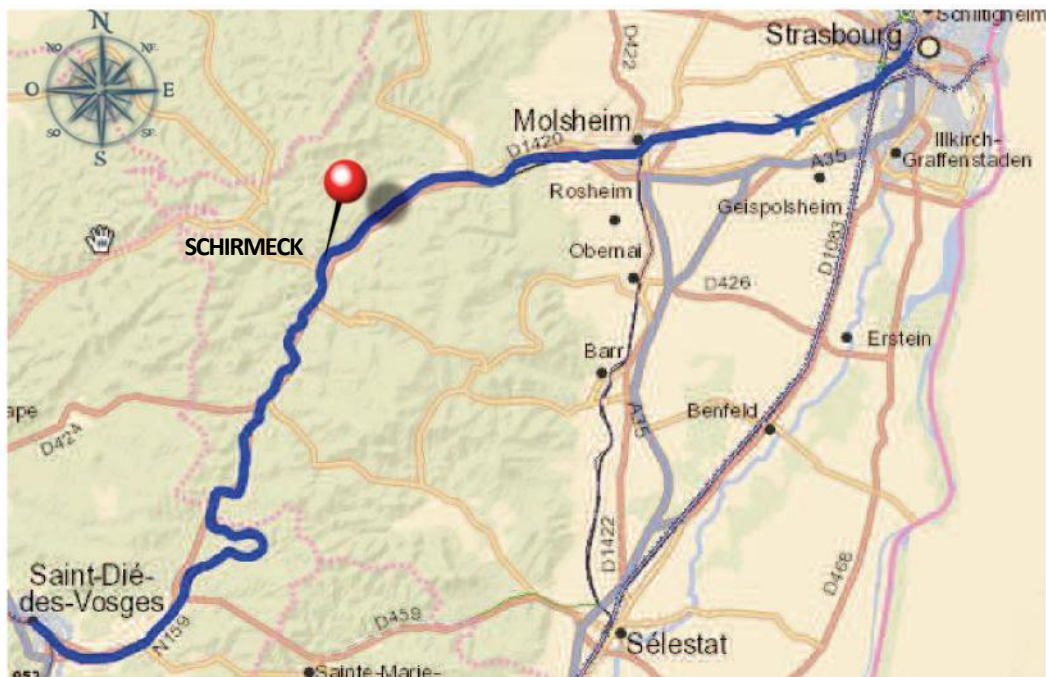 N
NO
NE
O
E
SO
SE
S
Schiltigheim
Strasbourg
D422
Molsheim
D1420
Illkirch-
Graffenstaden
A35
Rosheim
Geispolsheim
SCHIRMECK
Obernai
D1083
D426
Erstein
Barr
Benfeld
A35
D424
D1422
D468
Saint-Dié-
des-Vosges
N159
D459
Sélestat
Sainte-Marie-